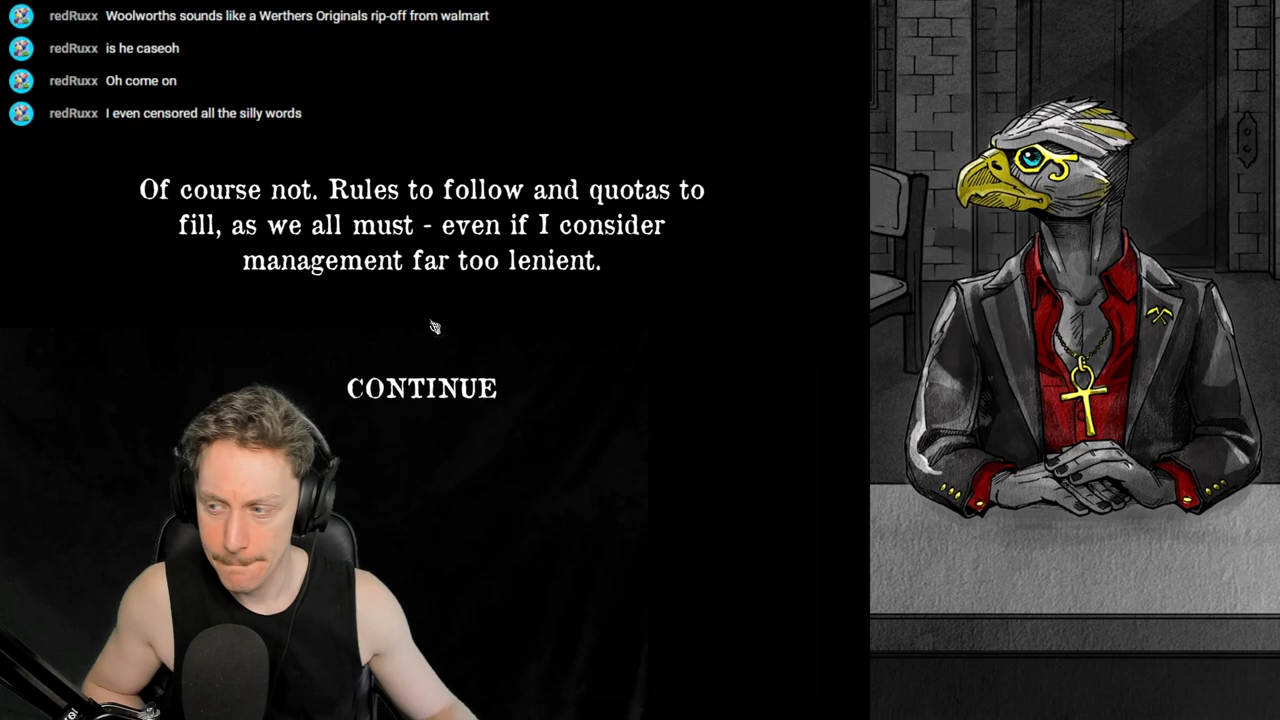 redRuxx Woolworths sounds like a Werthers Originals rip-off from walmart
redRuxx is he caseoh
redRuxx Oh come on
redRuxx I even censored all the silly words
Of course not. Rules to follow and quotas to
fill, as we all must - even if I consider
management far too lenient.
CONTINUE